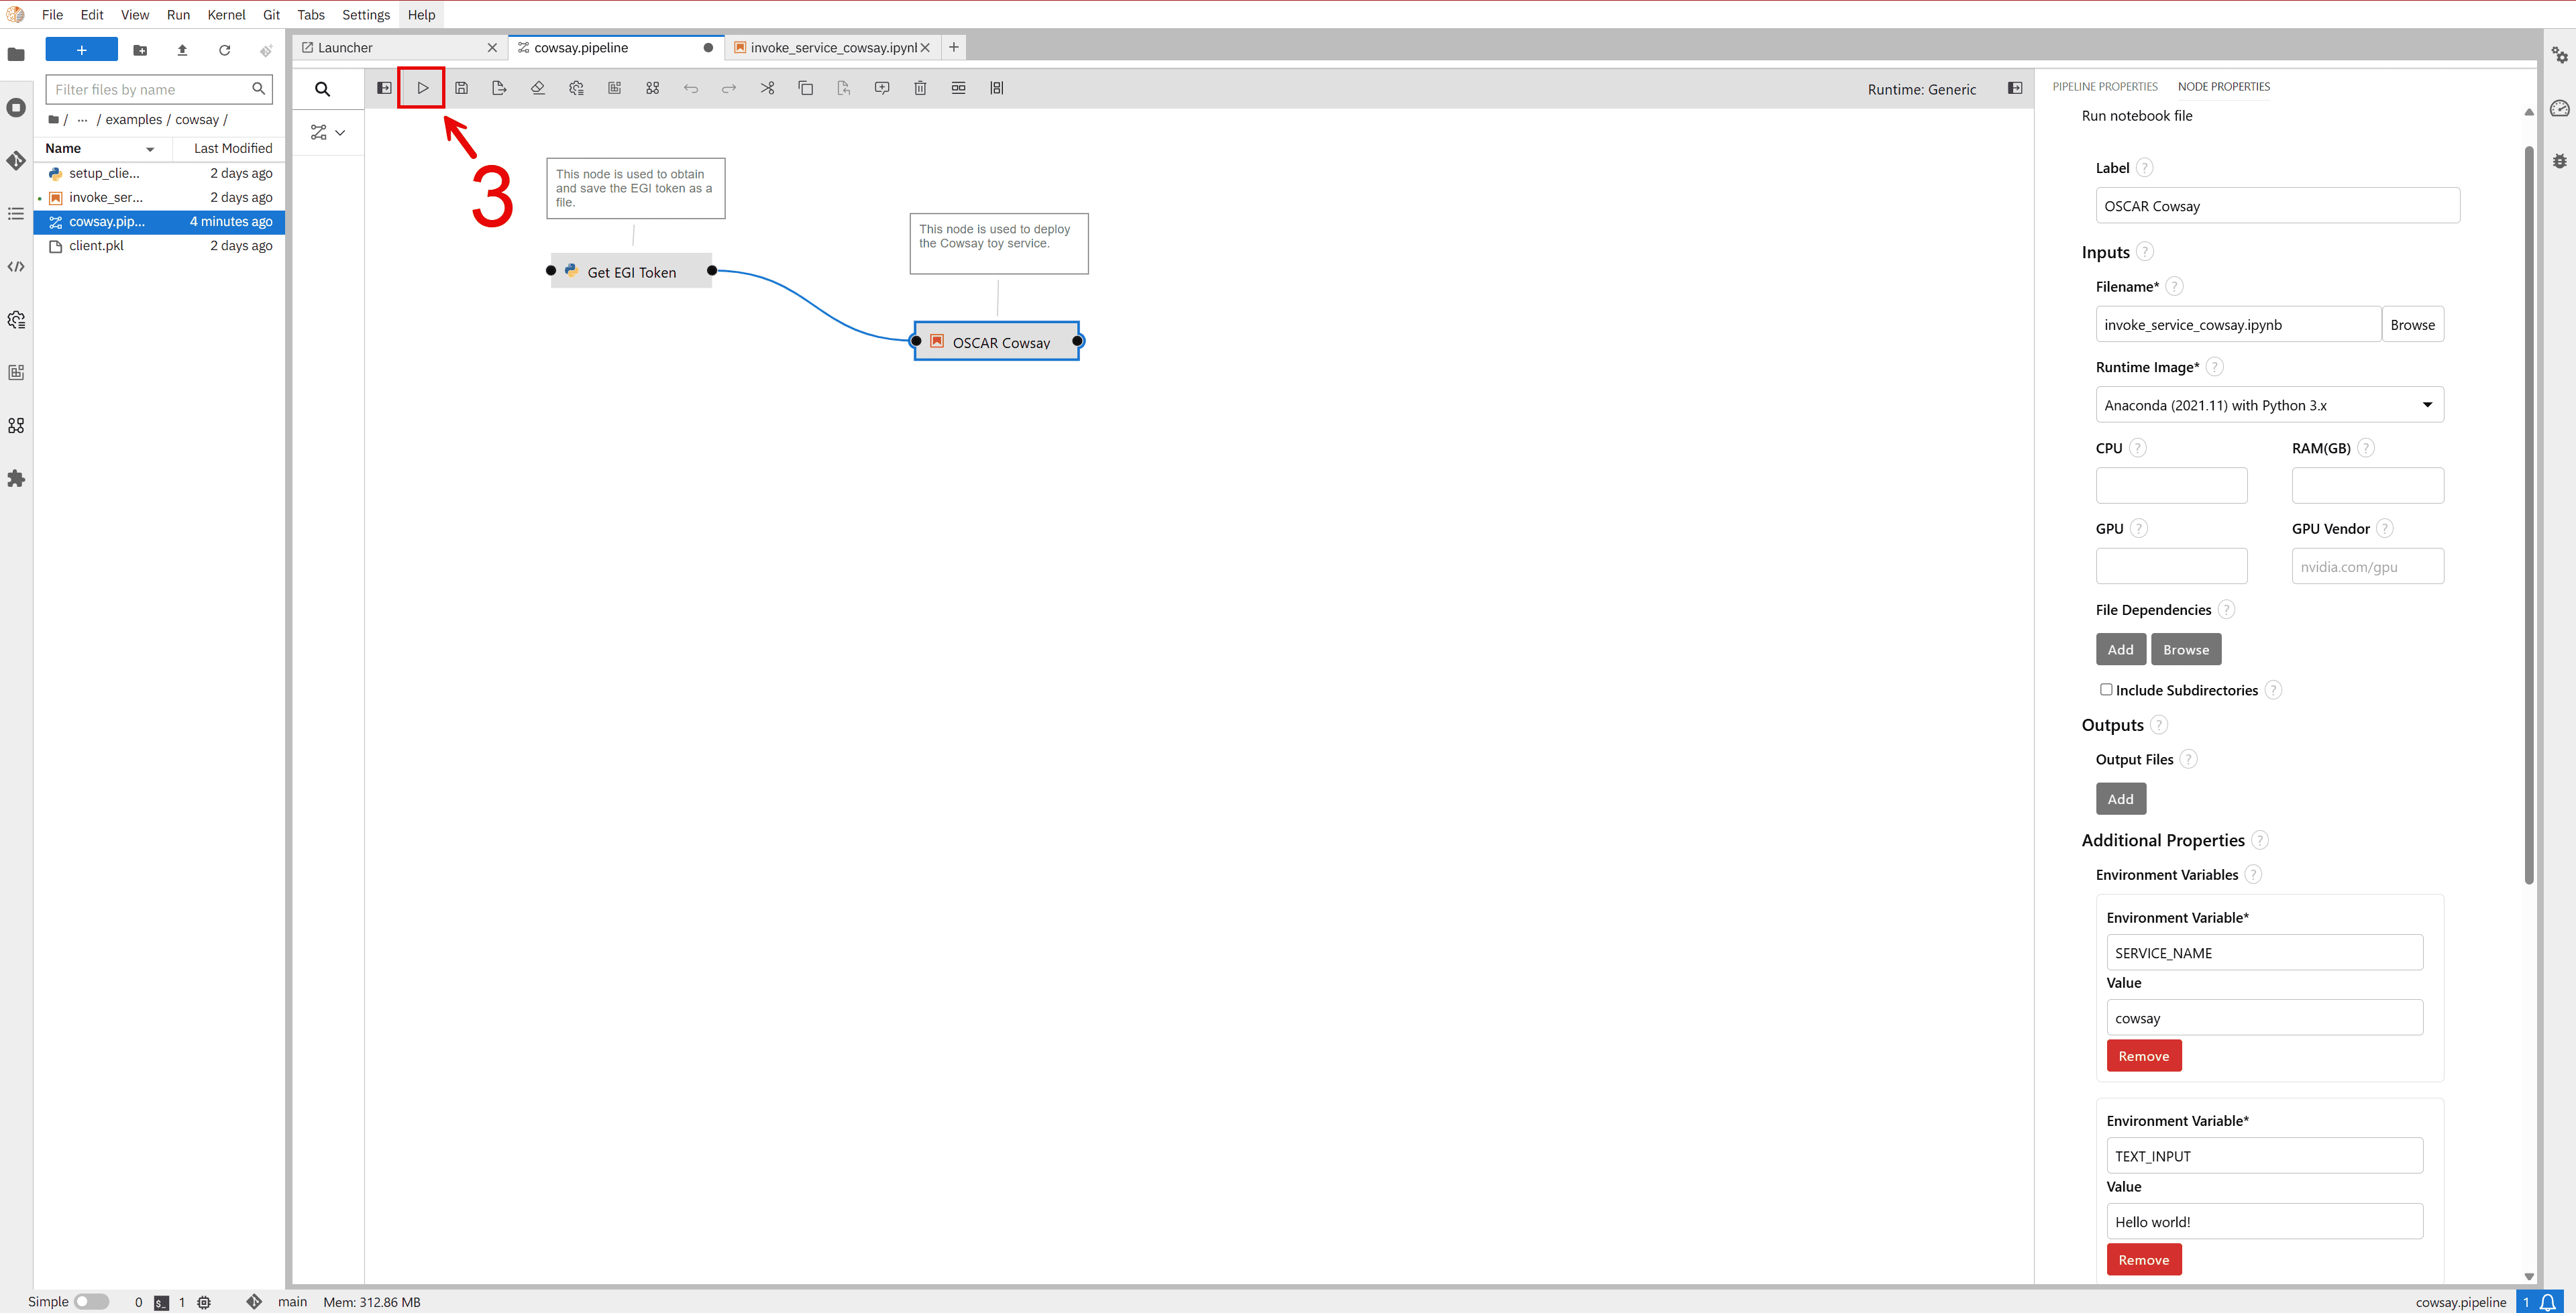 File Edit View Run Kernel Git Tabs Settings Help
+
Filter files by name
/ ... / examples / cowsay /
Name Last Modified
setup_clie... 2 days ago
invoke_ser... 2 days ago
cowsay.pip... 4 minutes ago
client.pkl 2 days ago
Launcher cowsay.pipeline invoke_service_cowsay.ipynl +
Runtime: Generic
3
This node is used to obtain
and save the EGI token as a
file.
Get EGI Token
This node is used to deploy
the Cowsay toy service.
OSCAR Cowsay
PIPELINE PROPERTIES NODE PROPERTIES
Run notebook file
Label ?
OSCAR Cowsay
Inputs ?
Filename* ?
invoke_service_cowsay.ipynb Browse
Runtime Image* ?
Anaconda (2021.11) with Python 3.x
CPU ? RAM(GB) ?
GPU ? GPU Vendor ?
nvidia.com/gpu
File Dependencies ?
Add Browse
Include Subdirectories ?
Outputs ?
Output Files ?
Add
Additional Properties ?
Environment Variables ?
Environment Variable*
SERVICE_NAME
Value
cowsay
Remove
Environment Variable*
TEXT_INPUT
Value
Hello world!
Remove
Simple 0 $_ 1 main Mem: 312.86 MB cowsay.pipeline 1